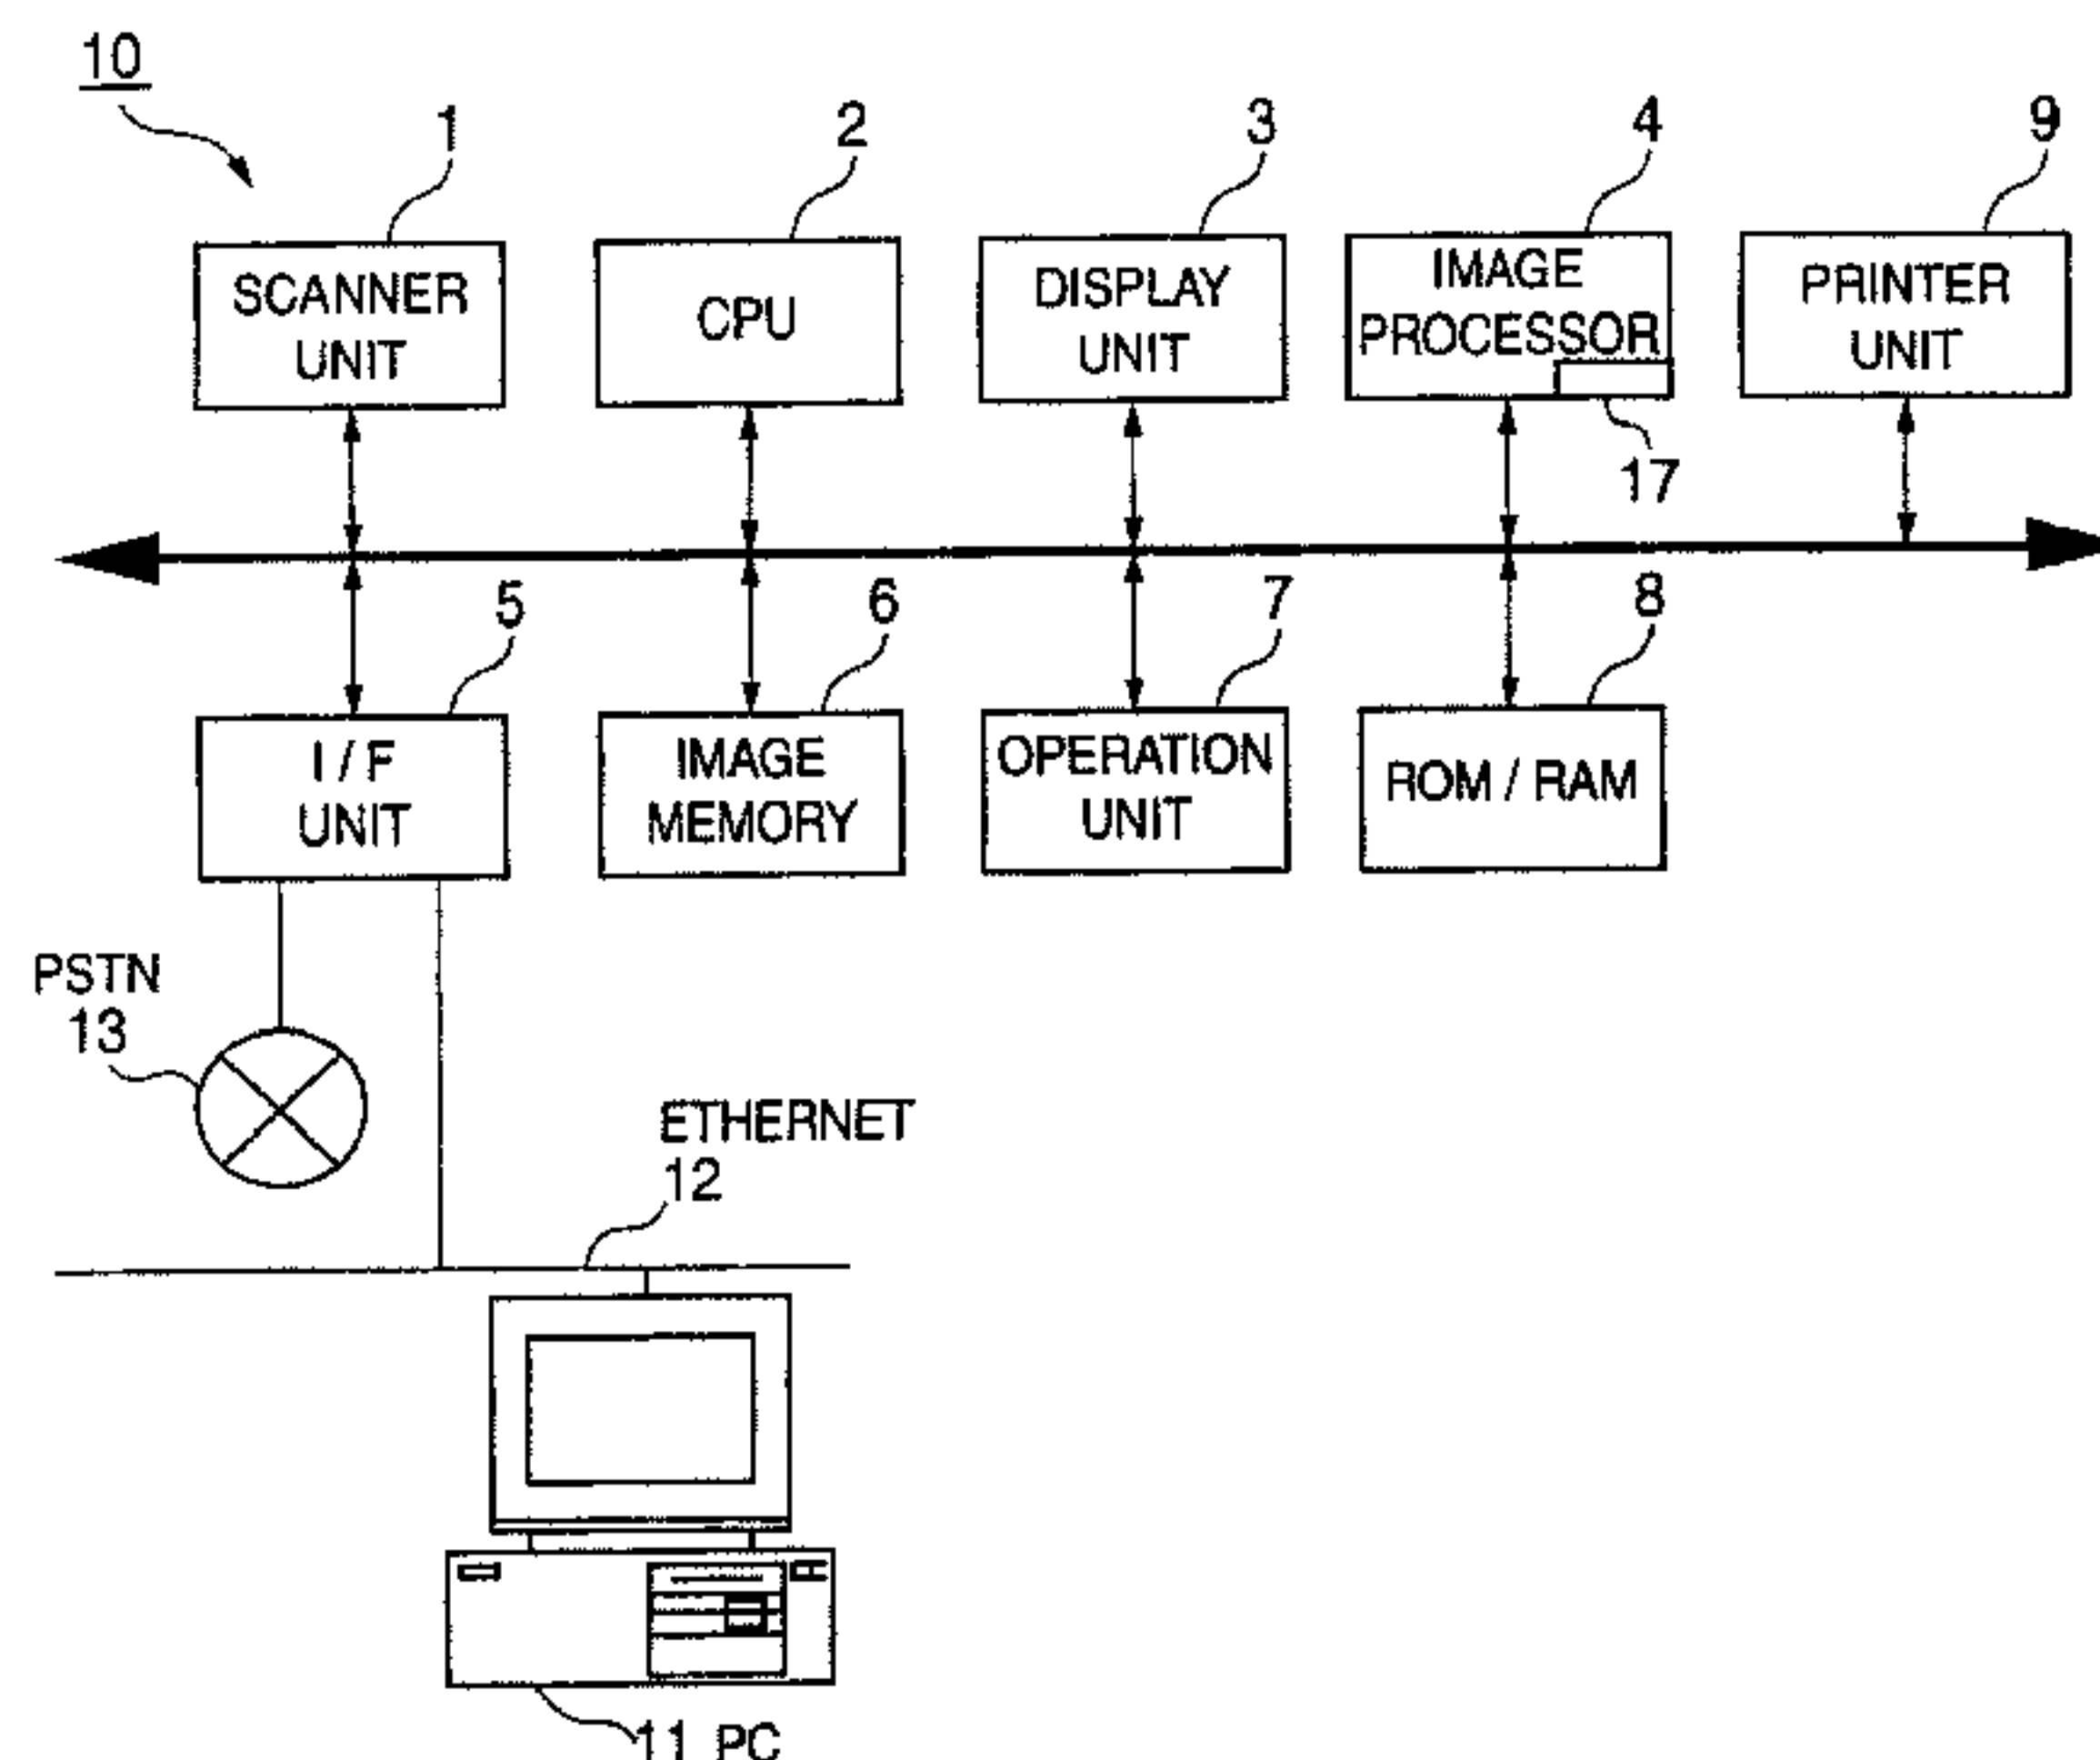 10
1
2
3
4
9
SCANNER
UNIT
CPU
DISPLAY
UNIT
IMAGE
PROCESSOR
PRINTER
UNIT
17
5
6
7
8
I / F
UNIT
IMAGE
MEMORY
OPERATION
UNIT
ROM / RAM
PSTN
13
ETHERNET
12
11 PC